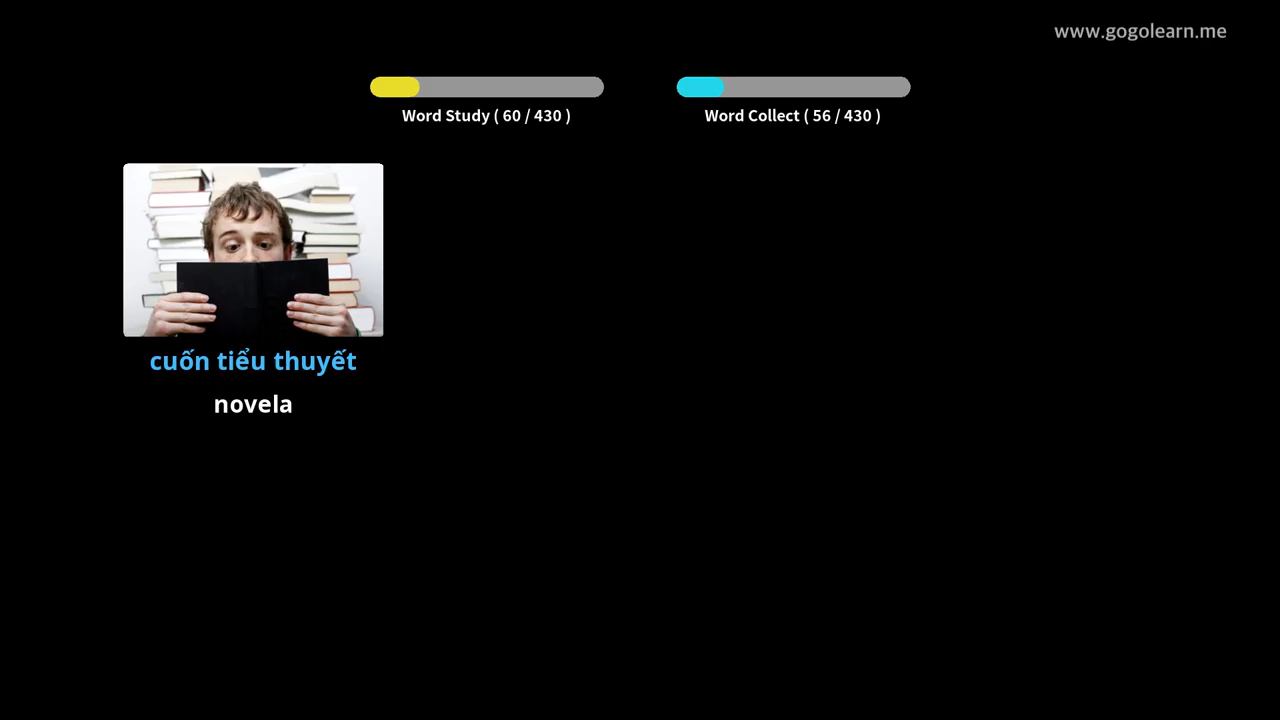 www.gogolearn.me
Word Study ( 60 / 430 )
Word Collect ( 56 / 430 )
cuốn tiểu thuyết
novela